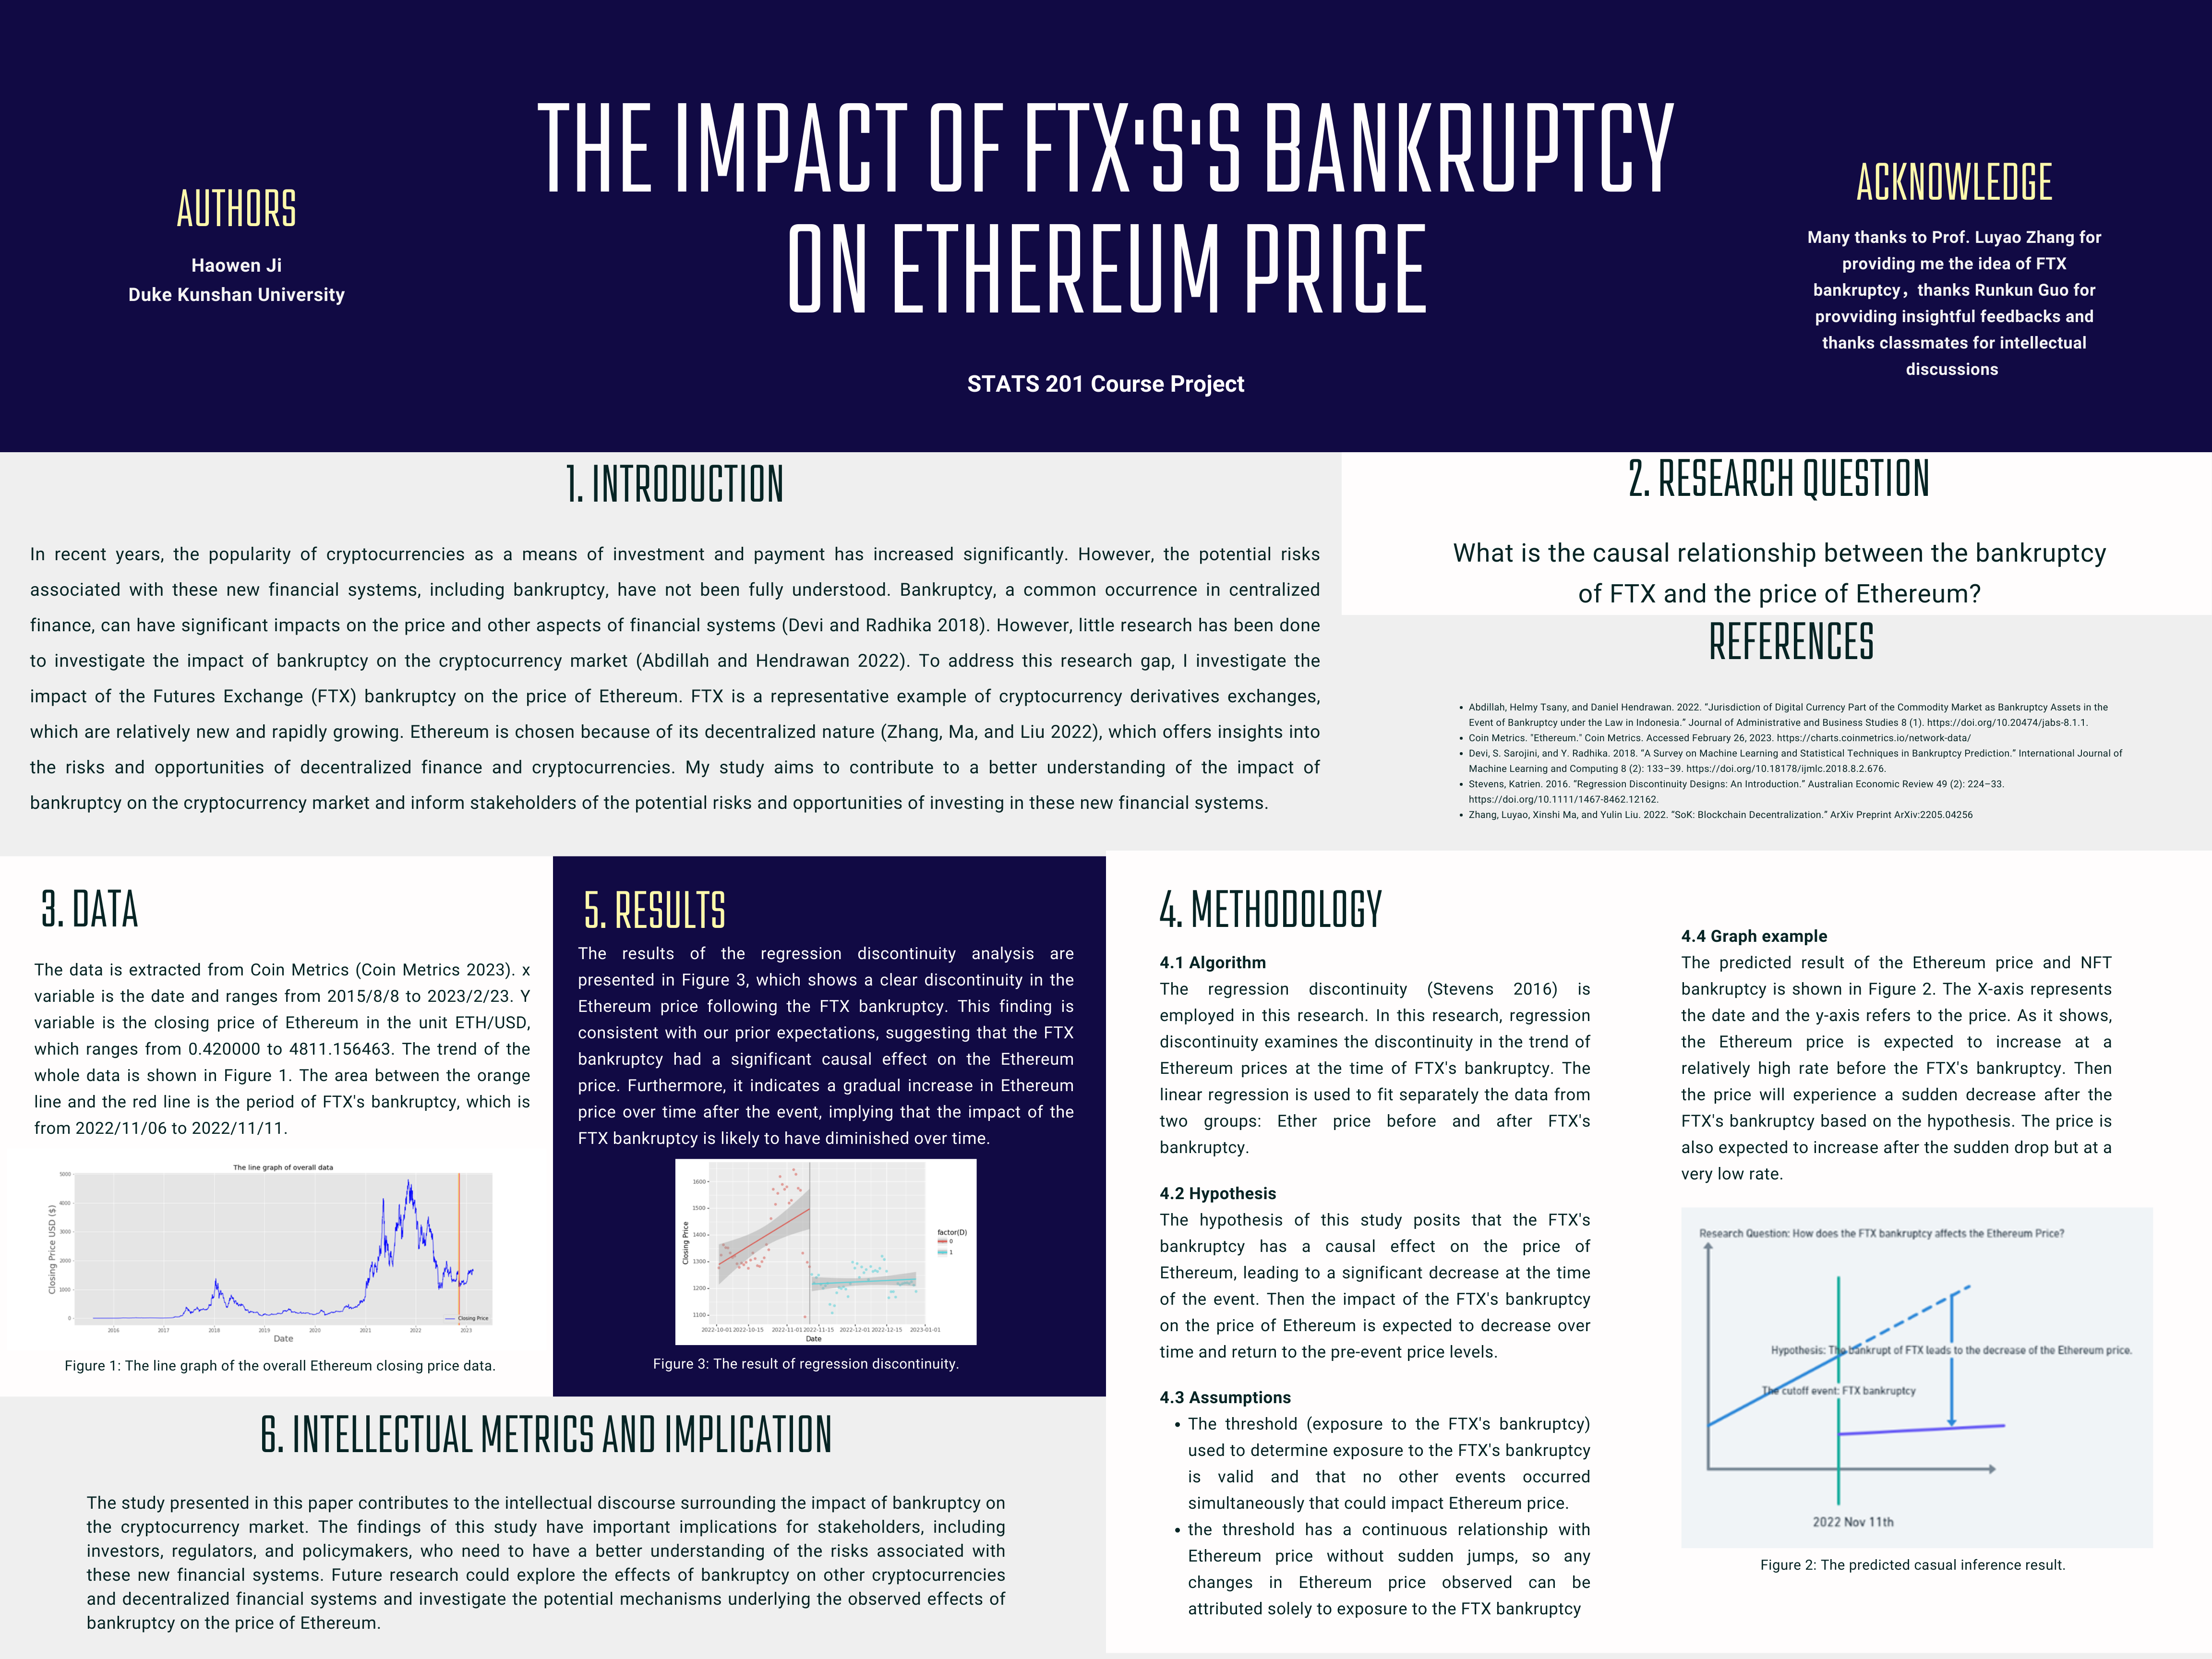 THE IMPACT OF FTX'S'S BANKRUPTCY
ON ETHEREUM PRICE
STATS 201 Course Project
AUTHORS
Haowen Ji
Duke Kunshan University
ACKNOWLEDGE
Many thanks to Prof. Luyao Zhang for
providing me the idea of FTX
bankruptcy，thanks Runkun Guo for
provviding insightful feedbacks and
thanks classmates for intellectual
discussions
1. INTRODUCTION
In recent years, the popularity of cryptocurrencies as a means of investment and payment has increased significantly. However, the potential risks
associated with these new financial systems, including bankruptcy, have not been fully understood. Bankruptcy, a common occurrence in centralized
finance, can have significant impacts on the price and other aspects of financial systems (Devi and Radhika 2018). However, little research has been done
to investigate the impact of bankruptcy on the cryptocurrency market (Abdillah and Hendrawan 2022). To address this research gap, I investigate the
impact of the Futures Exchange (FTX) bankruptcy on the price of Ethereum. FTX is a representative example of cryptocurrency derivatives exchanges,
which are relatively new and rapidly growing. Ethereum is chosen because of its decentralized nature (Zhang, Ma, and Liu 2022), which offers insights into
the risks and opportunities of decentralized finance and cryptocurrencies. My study aims to contribute to a better understanding of the impact of
bankruptcy on the cryptocurrency market and inform stakeholders of the potential risks and opportunities of investing in these new financial systems.
2. RESEARCH QUESTION
What is the causal relationship between the bankruptcy
of FTX and the price of Ethereum?
REFERENCES
• Abdillah, Helmy Tsany, and Daniel Hendrawan. 2022. “Jurisdiction of Digital Currency Part of the Commodity Market as Bankruptcy Assets in the
Event of Bankruptcy under the Law in Indonesia.” Journal of Administrative and Business Studies 8 (1). https://doi.org/10.20474/jabs-8.1.1.
• Coin Metrics. "Ethereum." Coin Metrics. Accessed February 26, 2023. https://charts.coinmetrics.io/network-data/
• Devi, S. Sarojini, and Y. Radhika. 2018. “A Survey on Machine Learning and Statistical Techniques in Bankruptcy Prediction.” International Journal of
Machine Learning and Computing 8 (2): 133–39. https://doi.org/10.18178/ijmlc.2018.8.2.676.
• Stevens, Katrien. 2016. “Regression Discontinuity Designs: An Introduction.” Australian Economic Review 49 (2): 224–33.
https://doi.org/10.1111/1467-8462.12162.
• Zhang, Luyao, Xinshi Ma, and Yulin Liu. 2022. “SoK: Blockchain Decentralization.” ArXiv Preprint ArXiv:2205.04256
3. DATA
The data is extracted from Coin Metrics (Coin Metrics 2023). x
variable is the date and ranges from 2015/8/8 to 2023/2/23. Y
variable is the closing price of Ethereum in the unit ETH/USD,
which ranges from 0.420000 to 4811.156463. The trend of the
whole data is shown in Figure 1. The area between the orange
line and the red line is the period of FTX's bankruptcy, which is
from 2022/11/06 to 2022/11/11.
The line graph of overall data
Closing Price USD ($)
5000
4000
3000
2000
1000
0
2016 2017 2018 2019 2020 2021 2022 2023
Closing Price
Date
Figure 1: The line graph of the overall Ethereum closing price data.
5. RESULTS
The results of the regression discontinuity analysis are
presented in Figure 3, which shows a clear discontinuity in the
Ethereum price following the FTX bankruptcy. This finding is
consistent with our prior expectations, suggesting that the FTX
bankruptcy had a significant causal effect on the Ethereum
price. Furthermore, it indicates a gradual increase in Ethereum
price over time after the event, implying that the impact of the
FTX bankruptcy is likely to have diminished over time.
Closing Price
1600
1500
1400
1300
1200
1100
2022-10-01 2022-10-15 2022-11-01 2022-11-15 2022-12-01 2022-12-15 2023-01-01
Date
factor(D)
0
1
Figure 3: The result of regression discontinuity.
4. METHODOLOGY
4.1 Algorithm
The regression discontinuity (Stevens 2016) is
employed in this research. In this research, regression
discontinuity examines the discontinuity in the trend of
Ethereum prices at the time of FTX's bankruptcy. The
linear regression is used to fit separately the data from
two groups: Ether price before and after FTX's
bankruptcy.
4.2 Hypothesis
The hypothesis of this study posits that the FTX's
bankruptcy has a causal effect on the price of
Ethereum, leading to a significant decrease at the time
of the event. Then the impact of the FTX's bankruptcy
on the price of Ethereum is expected to decrease over
time and return to the pre-event price levels.
4.3 Assumptions
• The threshold (exposure to the FTX's bankruptcy)
used to determine exposure to the FTX's bankruptcy
is valid and that no other events occurred
simultaneously that could impact Ethereum price.
• the threshold has a continuous relationship with
Ethereum price without sudden jumps, so any
changes in Ethereum price observed can be
attributed solely to exposure to the FTX bankruptcy
4.4 Graph example
The predicted result of the Ethereum price and NFT
bankruptcy is shown in Figure 2. The X-axis represents
the date and the y-axis refers to the price. As it shows,
the Ethereum price is expected to increase at a
relatively high rate before the FTX's bankruptcy. Then
the price will experience a sudden decrease after the
FTX's bankruptcy based on the hypothesis. The price is
also expected to increase after the sudden drop but at a
very low rate.
Research Question: How does the FTX bankruptcy affects the Ethereum Price?
Hypothesis: The bankrupt of FTX leads to the decrease of the Ethereum price.
The cutoff event: FTX bankruptcy
2022 Nov 11th
Figure 2: The predicted casual inference result.
6. INTELLECTUAL METRICS AND IMPLICATION
The study presented in this paper contributes to the intellectual discourse surrounding the impact of bankruptcy on
the cryptocurrency market. The findings of this study have important implications for stakeholders, including
investors, regulators, and policymakers, who need to have a better understanding of the risks associated with
these new financial systems. Future research could explore the effects of bankruptcy on other cryptocurrencies
and decentralized financial systems and investigate the potential mechanisms underlying the observed effects of
bankruptcy on the price of Ethereum.